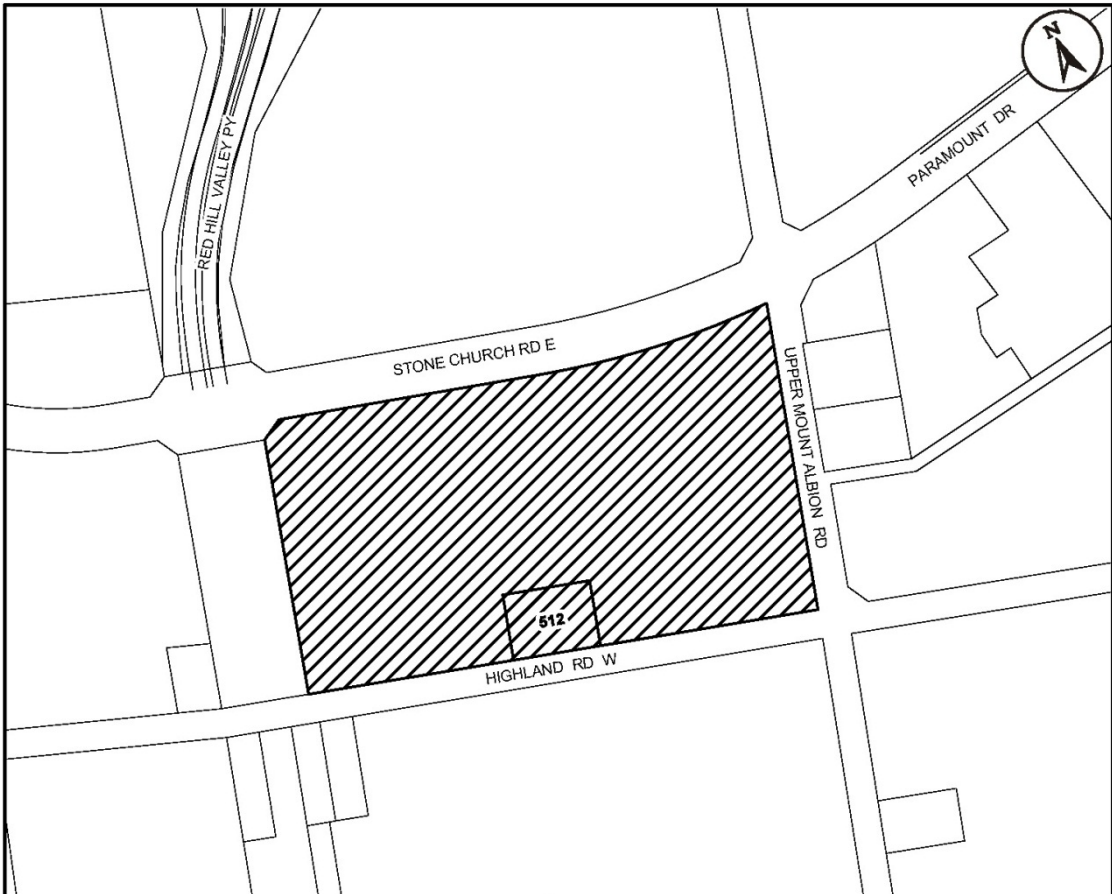 N
PARAMOUNT DR
RED HILL VALLEY PY
STONE CHURCH RD E
UPPER MOUNT ALBION RD
512
HIGHLAND RD W